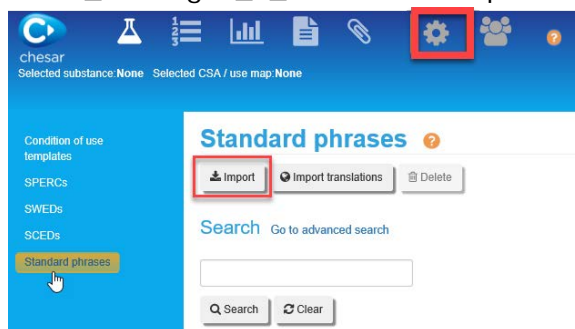 chesar
Selected substance:None Selected CSA / use map:None
Condition of use
templates
SPERCs
SWEDs
SCEDs
Standard phrases
Standard phrases
Import Import translations Delete
Search Go to advanced search
Search Clear